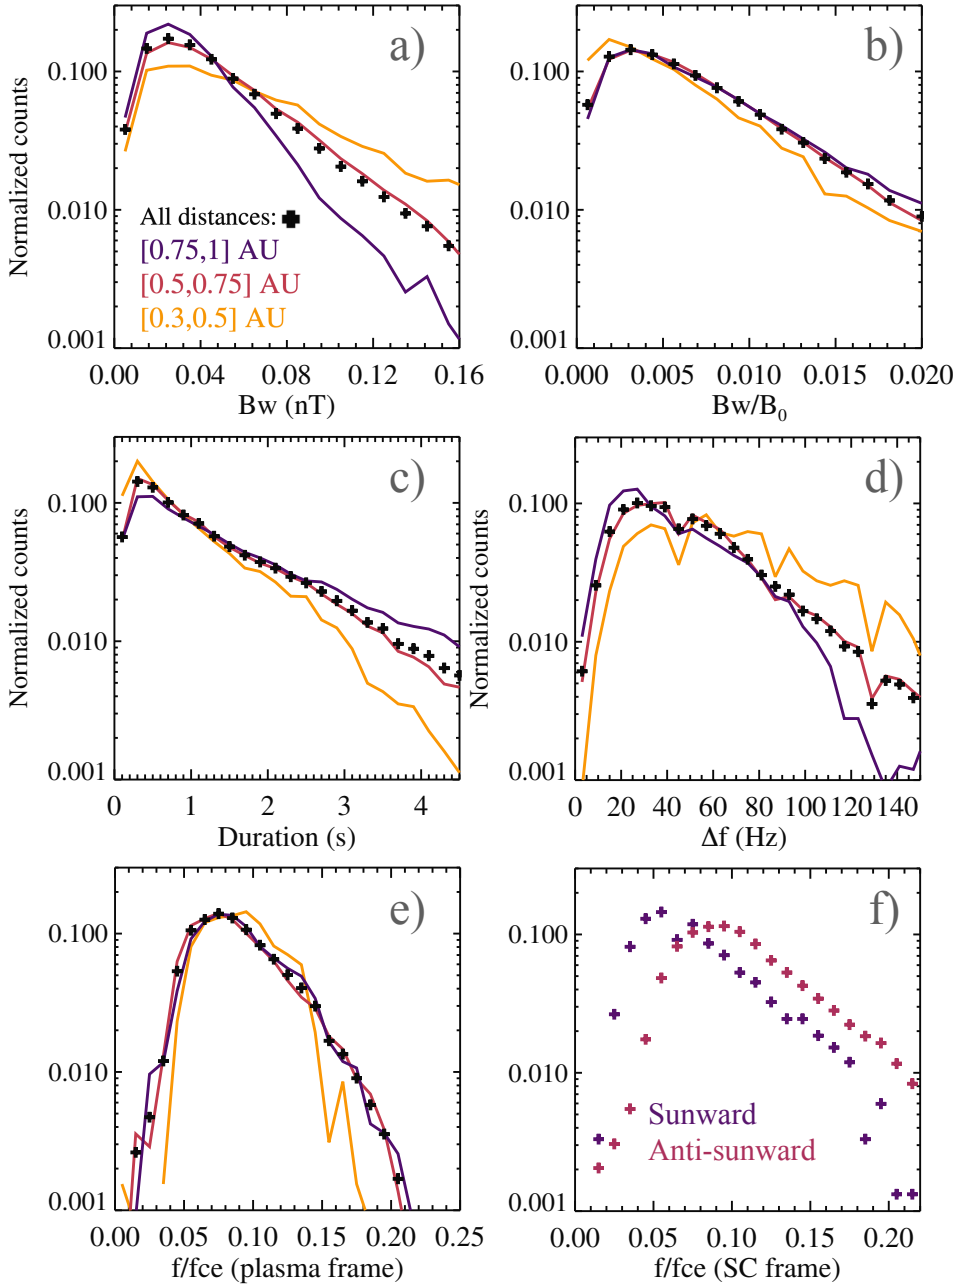 a)
Normalized counts
0.100
0.010
0.001
All distances:
[0.75,1] AU
[0.5,0.75] AU
[0.3,0.5] AU
0.00 0.04 0.08 0.12 0.16
Bw (nT)
b)
0.100
0.010
0.001
0.000 0.005 0.010 0.015 0.020
Bw/B0
c)
Normalized counts
0.100
0.010
0.001
0 1 2 3 4
Duration (s)
d)
Normalized counts
0.100
0.010
0.001
0 20 40 60 80 100 120 140
Δf (Hz)
e)
0.100
0.010
0.001
0.00 0.05 0.10 0.15 0.20 0.25
f/fce (plasma frame)
f)
0.100
0.010
0.001
Sunward
Anti-sunward
0.00 0.05 0.10 0.15 0.20
f/fce (SC frame)